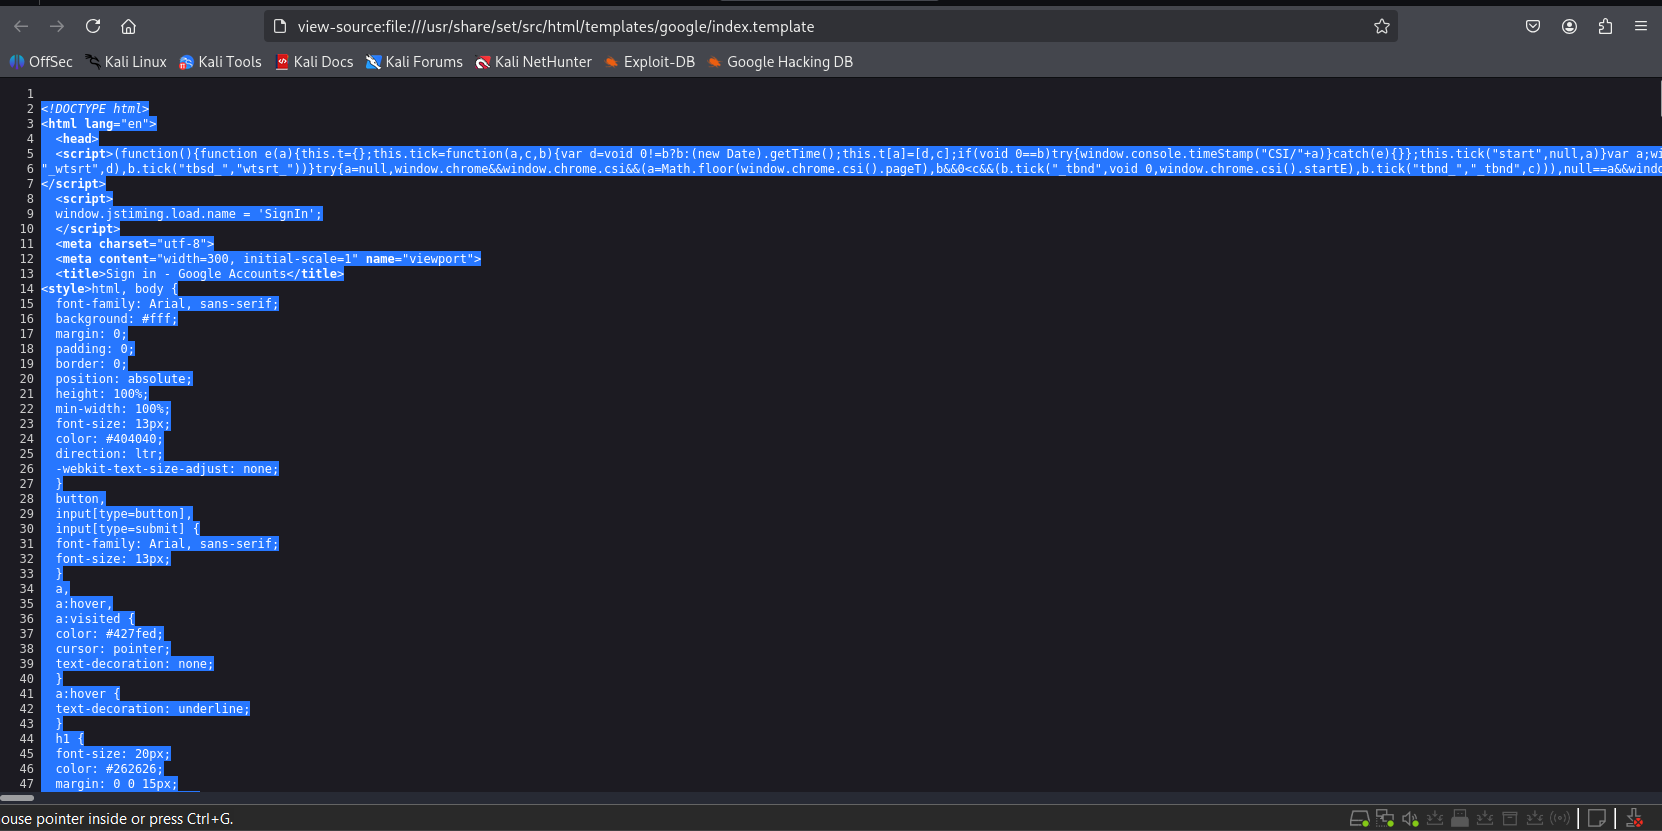 view-source:file:///usr/share/set/src/html/templates/google/index.template
OffSec Kali Linux Kali Tools Kali Docs Kali Forums Kali NetHunter Exploit-DB Google Hacking DB
1
2 <!DOCTYPE html>
3 <html lang="en">
4 <head>
5 <script>(function(){function e(a){this.t={};this.tick=function(a,c,b){var d=void 0!=b?b:(new Date).getTime();this.t[a]=[d,c];if(void 0==b)try{window.console.timeStamp("CSI/"+a)}catch(e){}};this.tick("start",null,a)}var a;wi
6 "_wtsrt",d),b.tick("tbsd_","wtsrt_"))}try{a=null,window.chrome&&window.chrome.csi&&(a=Math.floor(window.chrome.csi().pageT),b&&0<c&&(b.tick("_tbnd",void 0,window.chrome.csi().startE),b.tick("tbnd_","_tbnd",c))),null==a&&windo
7 </script>
8 <script>
9 window.jstiming.load.name = 'SignIn';
10 </script>
11 <meta charset="utf-8">
12 <meta content="width=300, initial-scale=1" name="viewport">
13 <title>Sign in - Google Accounts</title>
14 <style>html, body {
15 font-family: Arial, sans-serif;
16 background: #fff;
17 margin: 0;
18 padding: 0;
19 border: 0;
20 position: absolute;
21 height: 100%;
22 min-width: 100%;
23 font-size: 13px;
24 color: #404040;
25 direction: ltr;
26 -webkit-text-size-adjust: none;
27 }
28 button,
29 input[type=button],
30 input[type=submit] {
31 font-family: Arial, sans-serif;
32 font-size: 13px;
33 }
34 a,
35 a:hover,
36 a:visited {
37 color: #427fed;
38 cursor: pointer;
39 text-decoration: none;
40 }
41 a:hover {
42 text-decoration: underline;
43 }
44 h1 {
45 font-size: 20px;
46 color: #262626;
47 margin: 0 0 15px;
ouse pointer inside or press Ctrl+G.